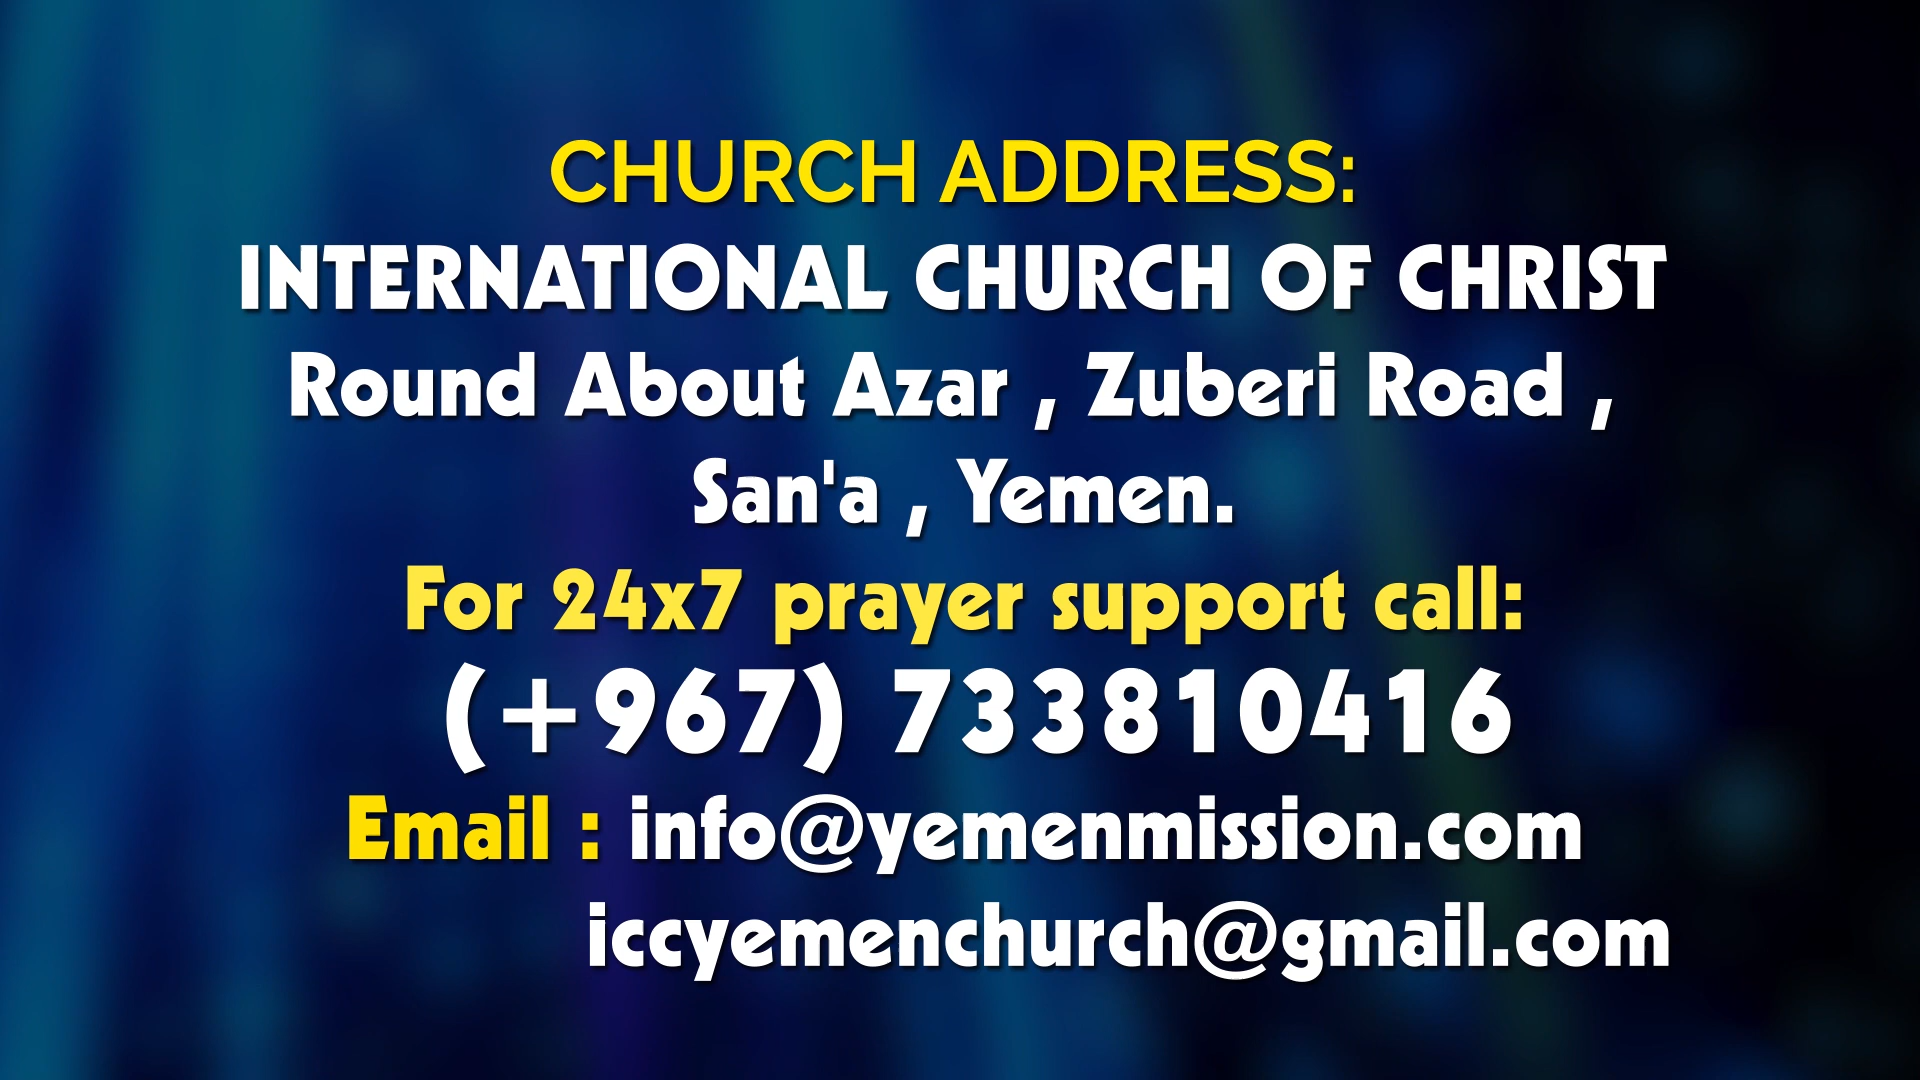 CHURCH ADDRESS:
INTERNATIONAL CHURCH OF CHRIST
Round About Azar , Zuberi Road ,
San'a , Yemen.
For 24x7 prayer support call:
(+967) 733810416
Email : info@yemenmission.com
iccyemenchurch@gmail.com